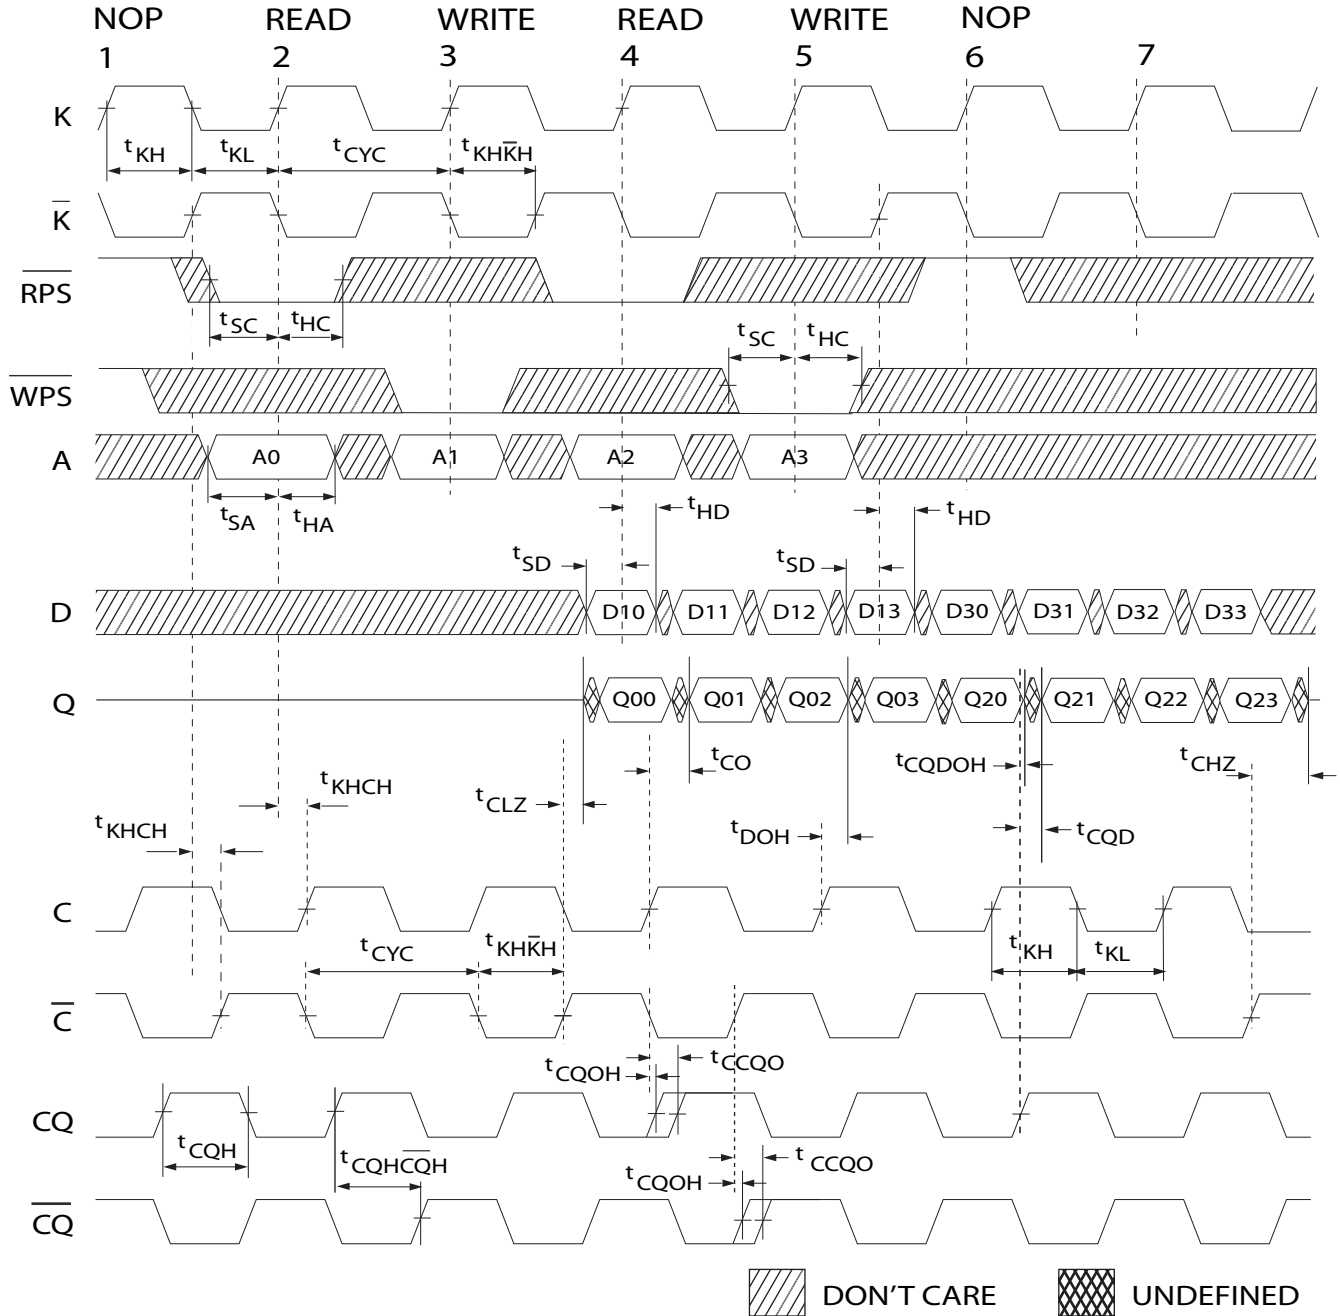 NOP READ WRITE READ WRITE NOP
1 2 3 4 5 6 7
K
tKH tKL tCYC tKHK̅H
K̅
R̅P̅S̅
tSC tHC
tSC tHC
W̅P̅S̅
A A0 A1 A2 A3
tSA tHA
tHD tHD
tSD tSD
D D10 D11 D12 D13 D30 D31 D32 D33
Q Q00 Q01 Q02 Q03 Q20 Q21 Q22 Q23
tCO tCQDOH tCHZ
tKHCH tCLZ
tKHCH tDOH tCQD
C
tCYC tKHK̅H tKH tKL
C̅
tCQOH tCCQO
CQ
tCQH tCQHC̅Q̅H tCQOH tCCQO
C̅Q̅
DON'T CARE UNDEFINED